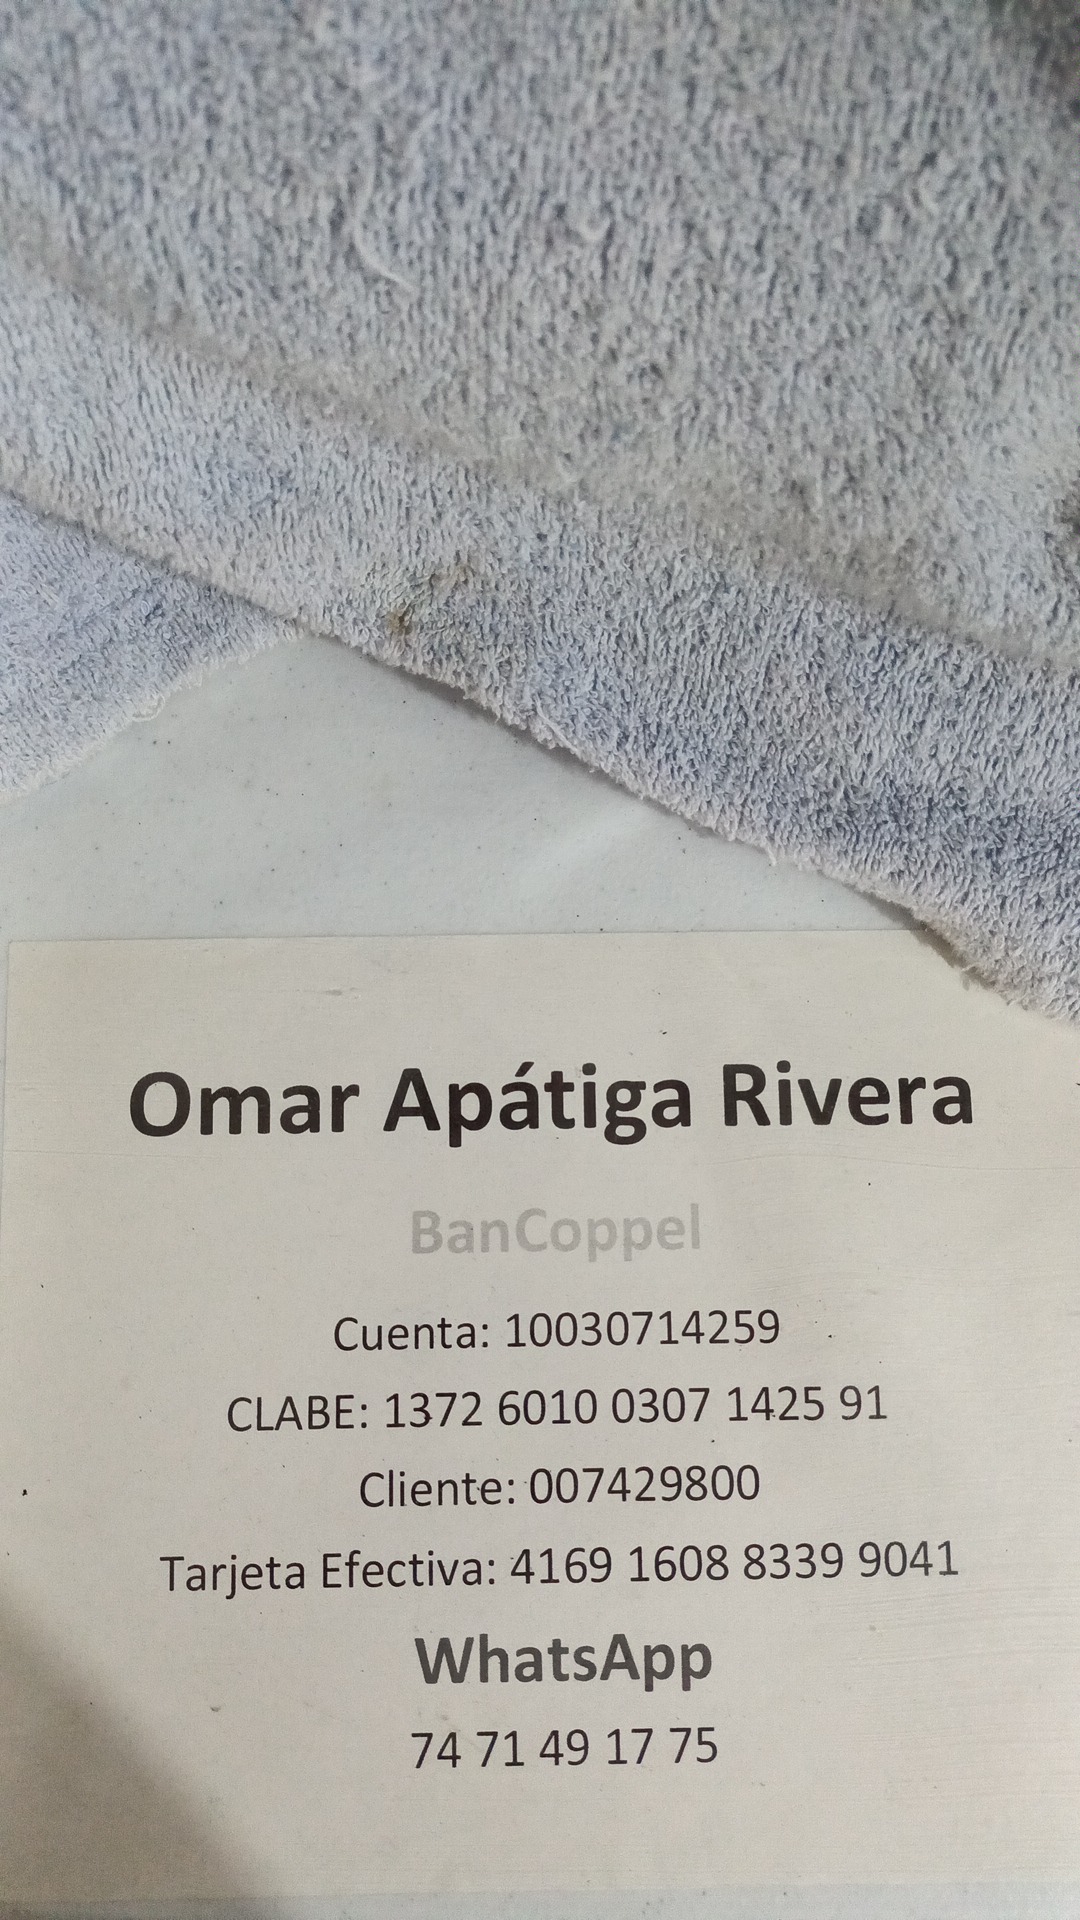 Omar Apátiga Rivera
BanCoppel
Cuenta: 10030714259
CLABE: 1372 6010 0307 1425 91
Cliente: 007429800
Tarjeta Efectiva: 4169 1608 8339 9041
WhatsApp
74 71 49 17 75